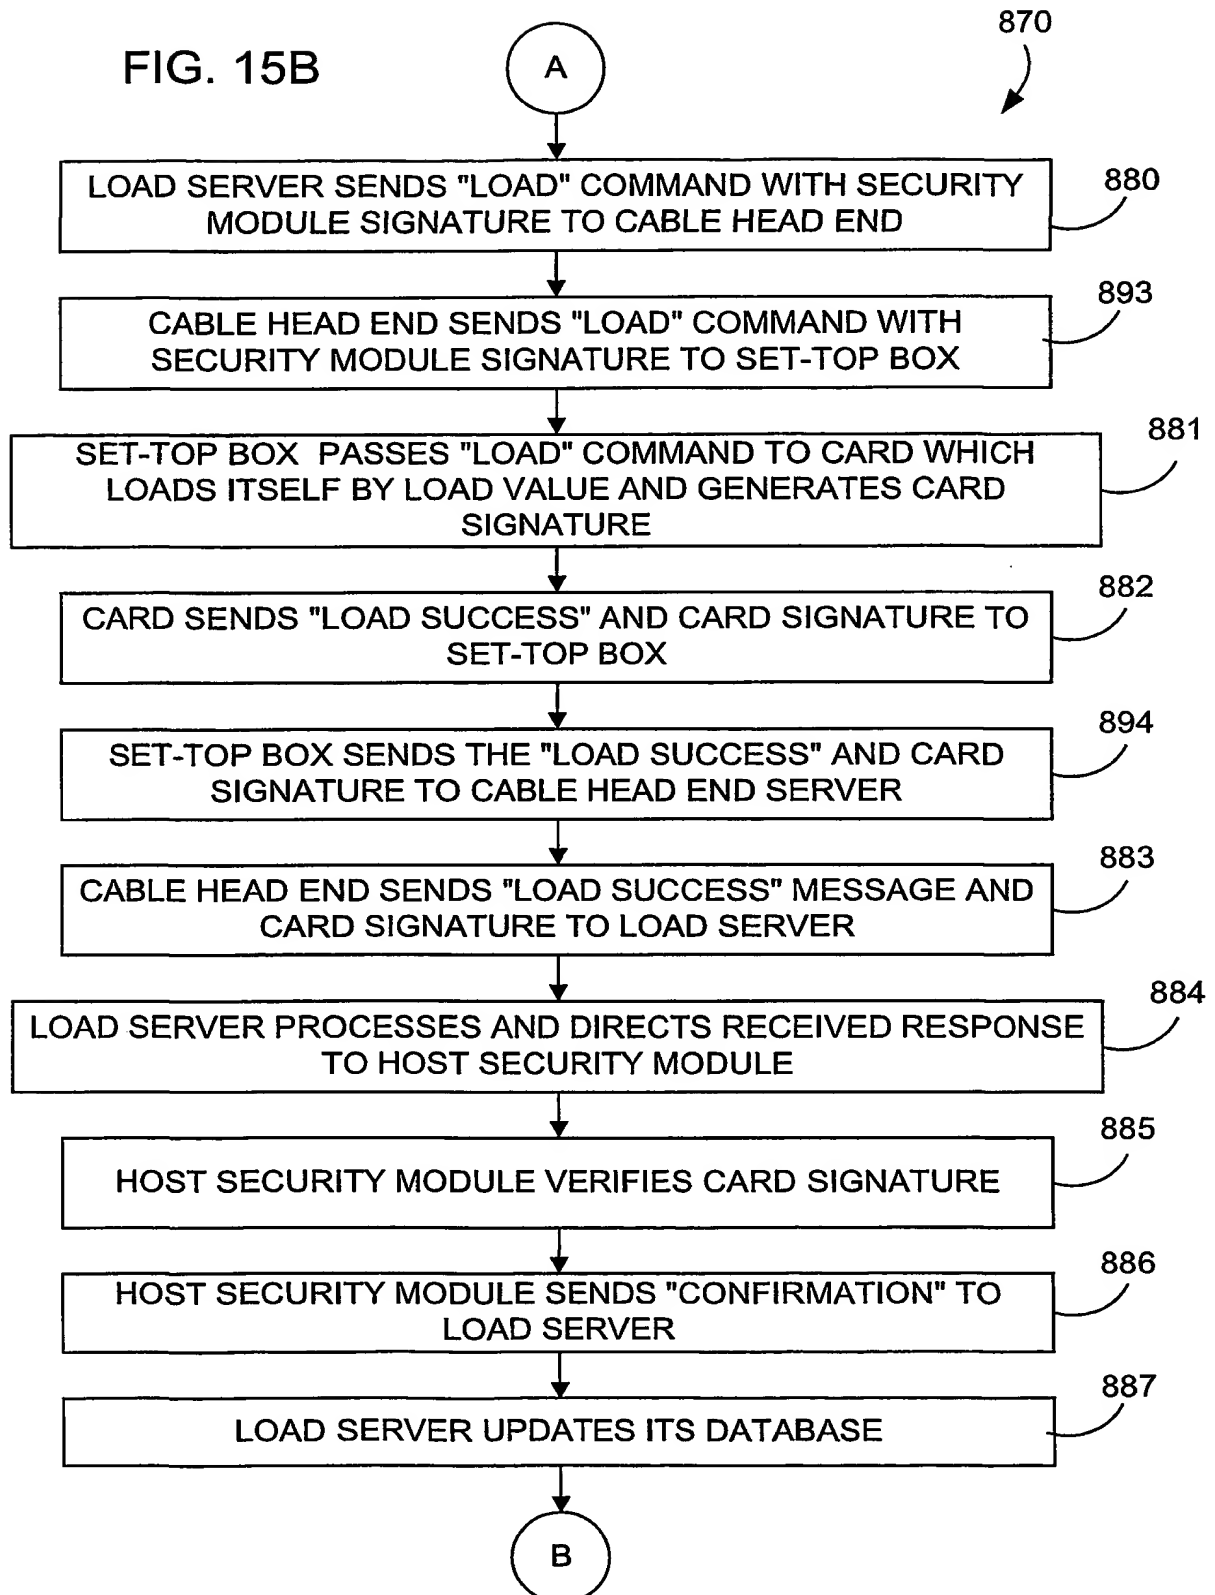 870
FIG. 15B
A
LOAD SERVER SENDS "LOAD" COMMAND WITH SECURITY
MODULE SIGNATURE TO CABLE HEAD END
880
CABLE HEAD END SENDS "LOAD" COMMAND WITH
SECURITY MODULE SIGNATURE TO SET-TOP BOX
893
SET-TOP BOX PASSES "LOAD" COMMAND TO CARD WHICH
LOADS ITSELF BY LOAD VALUE AND GENERATES CARD
SIGNATURE
881
CARD SENDS "LOAD SUCCESS" AND CARD SIGNATURE TO
SET-TOP BOX
882
SET-TOP BOX SENDS THE "LOAD SUCCESS" AND CARD
SIGNATURE TO CABLE HEAD END SERVER
894
CABLE HEAD END SENDS "LOAD SUCCESS" MESSAGE AND
CARD SIGNATURE TO LOAD SERVER
883
LOAD SERVER PROCESSES AND DIRECTS RECEIVED RESPONSE
TO HOST SECURITY MODULE
884
HOST SECURITY MODULE VERIFIES CARD SIGNATURE
885
HOST SECURITY MODULE SENDS "CONFIRMATION" TO
LOAD SERVER
886
LOAD SERVER UPDATES ITS DATABASE
887
B